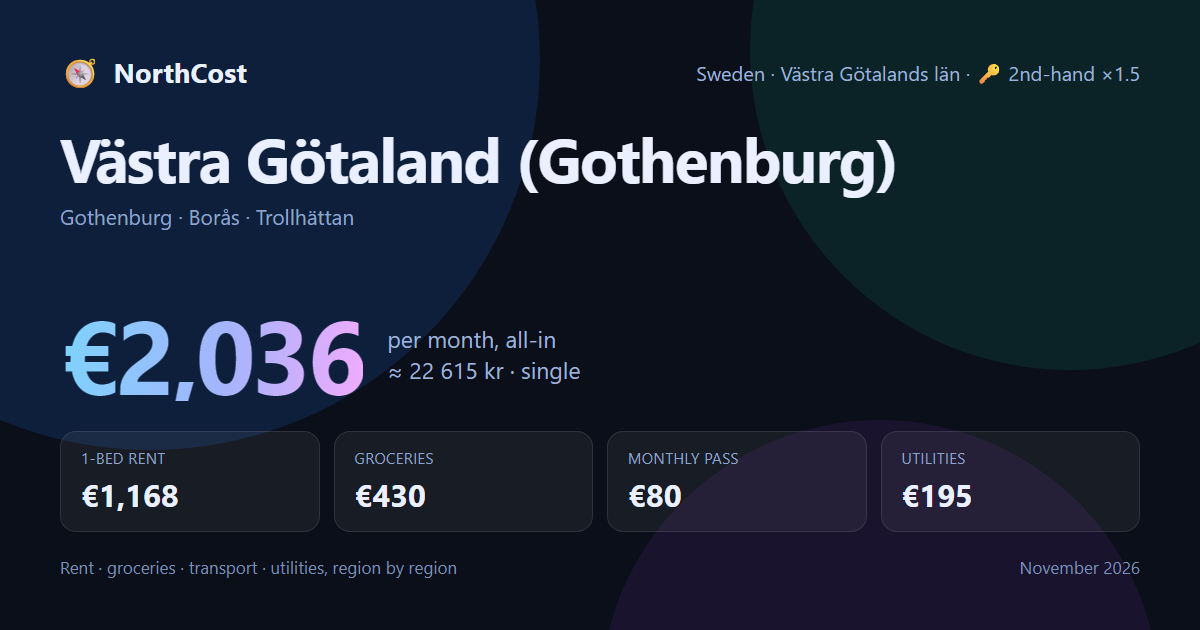 NorthCost
Sweden · Västra Götalands län · 🔑 2nd-hand ×1.5
Västra Götaland (Gothenburg)
Gothenburg · Borås · Trollhättan
€2,036
per month, all-in
≈ 22 615 kr · single
1-BED RENT
€1,168
GROCERIES
€430
MONTHLY PASS
€80
UTILITIES
€195
Rent · groceries · transport · utilities, region by region
November 2026